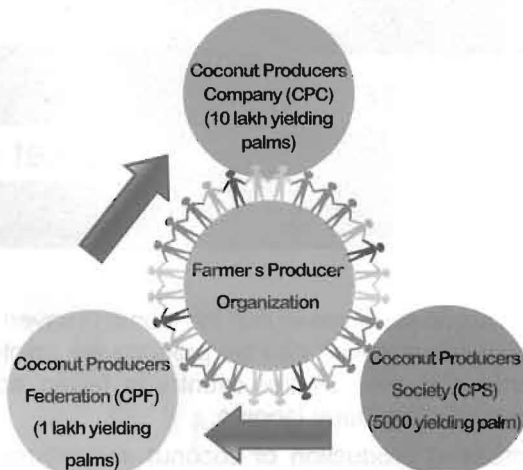 Coconut Producers
Company (CPC)
(10 lakh yielding
palms)
et
Farmer s Producer
Organization
Coconut Producers
Federation (CPF)
(1 lakh yielding
palms)
Coconut Producers
Society (CPS)
(5000 yielding palm)